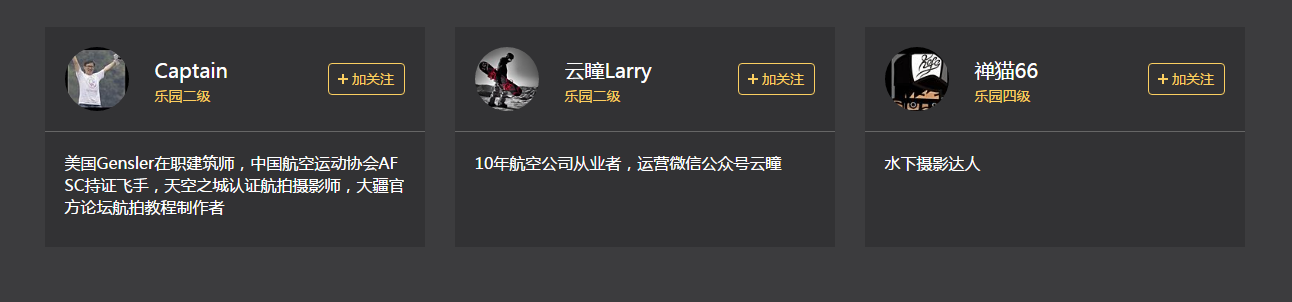 Captain
乐园二级
+ 加关注
美国Gensler在职建筑师，中国航空运动协会AF
SC持证飞手，天空之城认证航拍摄影师，大疆官
方论坛航拍教程制作者
云瞳Larry
乐园二级
+ 加关注
10年航空公司从业者，运营微信公众号云瞳
禅猫66
乐园四级
+ 加关注
水下摄影达人